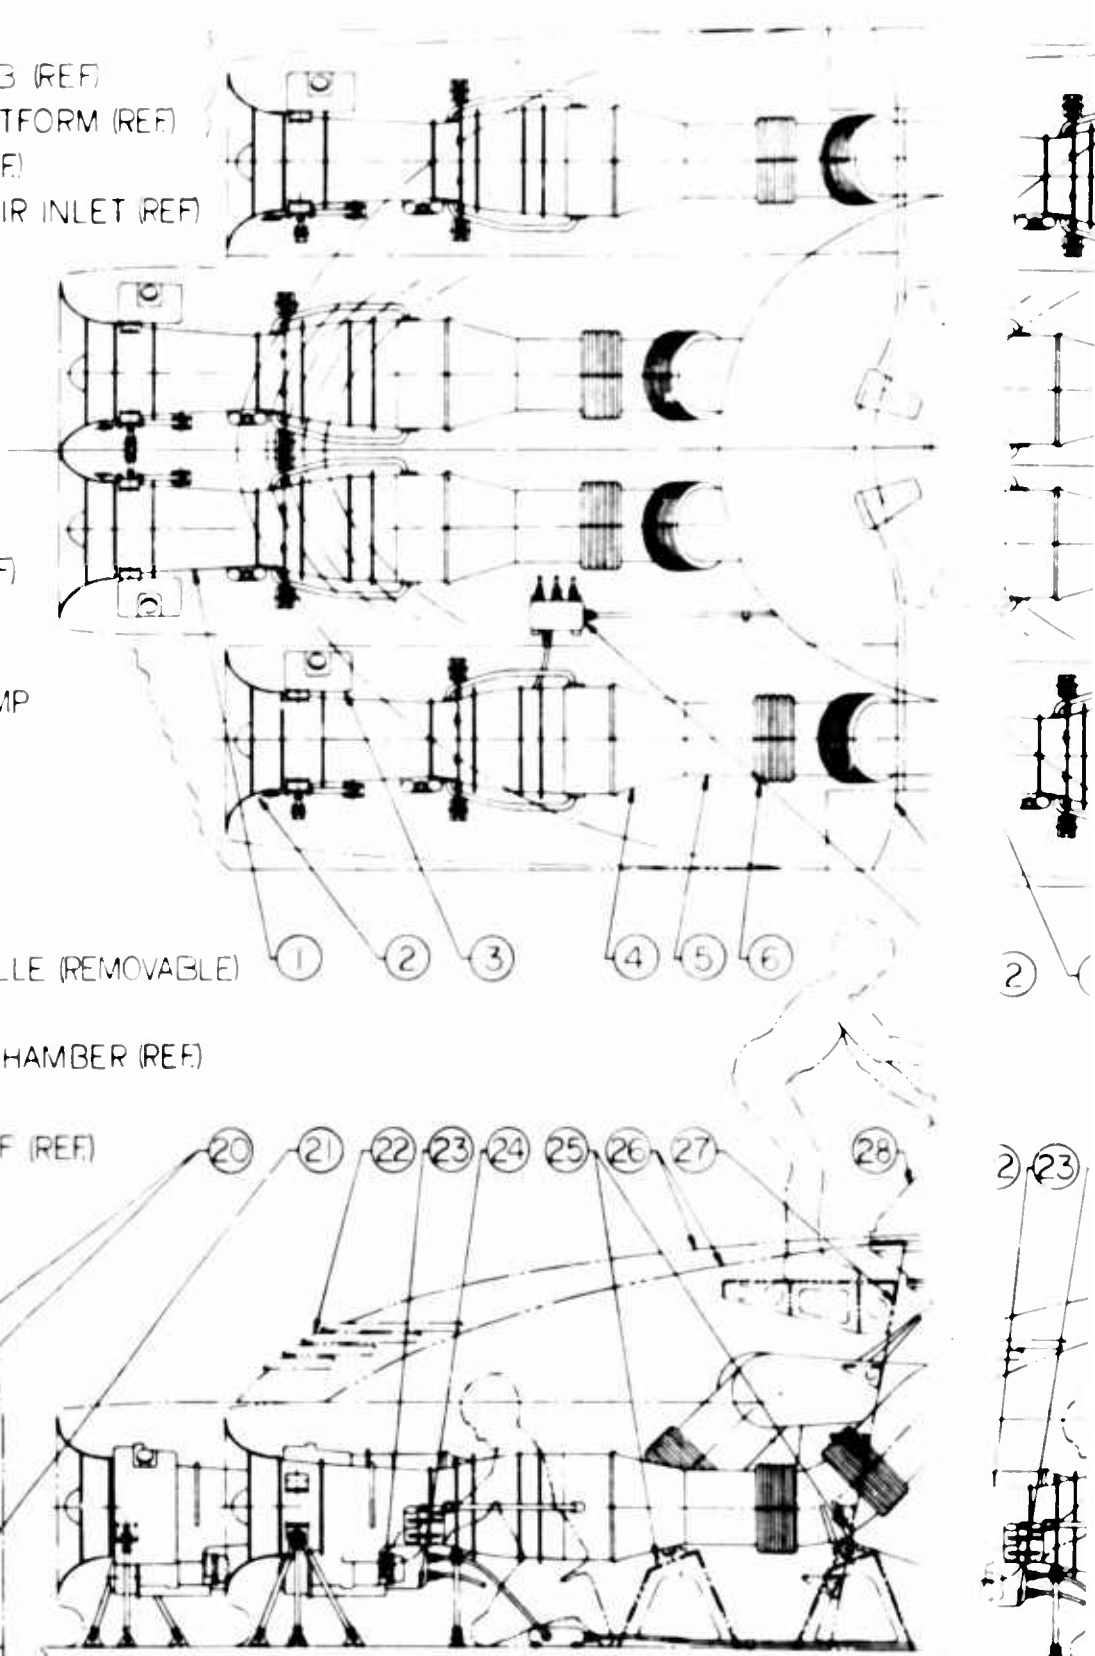 3 (REF.)
TFORM (REF.)
F.)
IR INLET (REF.)
F.)
MP
1 2 3 4 5 6
2
LLE (REMOVABLE)
HAMBER (REF.)
F (REF.)
20 21 22 23 24 25 26 27 28
2 23